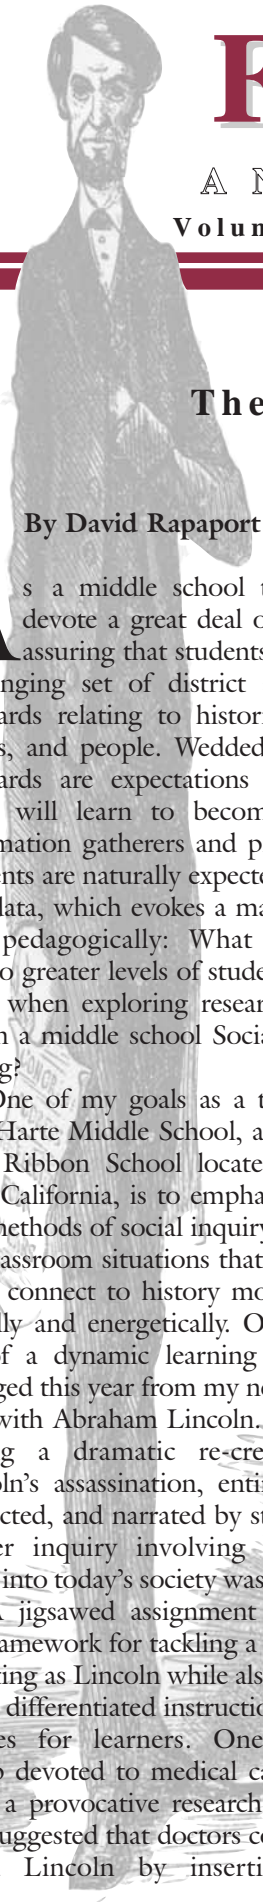 F
A N
Volum
The
By David Rapaport
As a middle school t
devote a great deal o
assuring that students
nging set of district
ards relating to histori
s, and people. Wedded
ards are expectations
will learn to becom
mation gatherers and p
ents are naturally expecte
data, which evokes a ma
pedagogically: What
o greater levels of stude
when exploring resear
n a middle school Socia
g?
One of my goals as a t
Harte Middle School, a
Ribbon School locate
California, is to empha
methods of social inquiry
assroom situations that
connect to history mo
lly and energetically. O
of a dynamic learning
ged this year from my ne
with Abraham Lincoln.
g a dramatic re-cre
oln's assassination, enti
cted, and narrated by st
er inquiry involving
into today's society was
A jigsawed assignment
amework for tackling a
ting as Lincoln while als
differentiated instructio
es for learners. One
p devoted to medical ca
a provocative research
uggested that doctors co
Lincoln by inserti